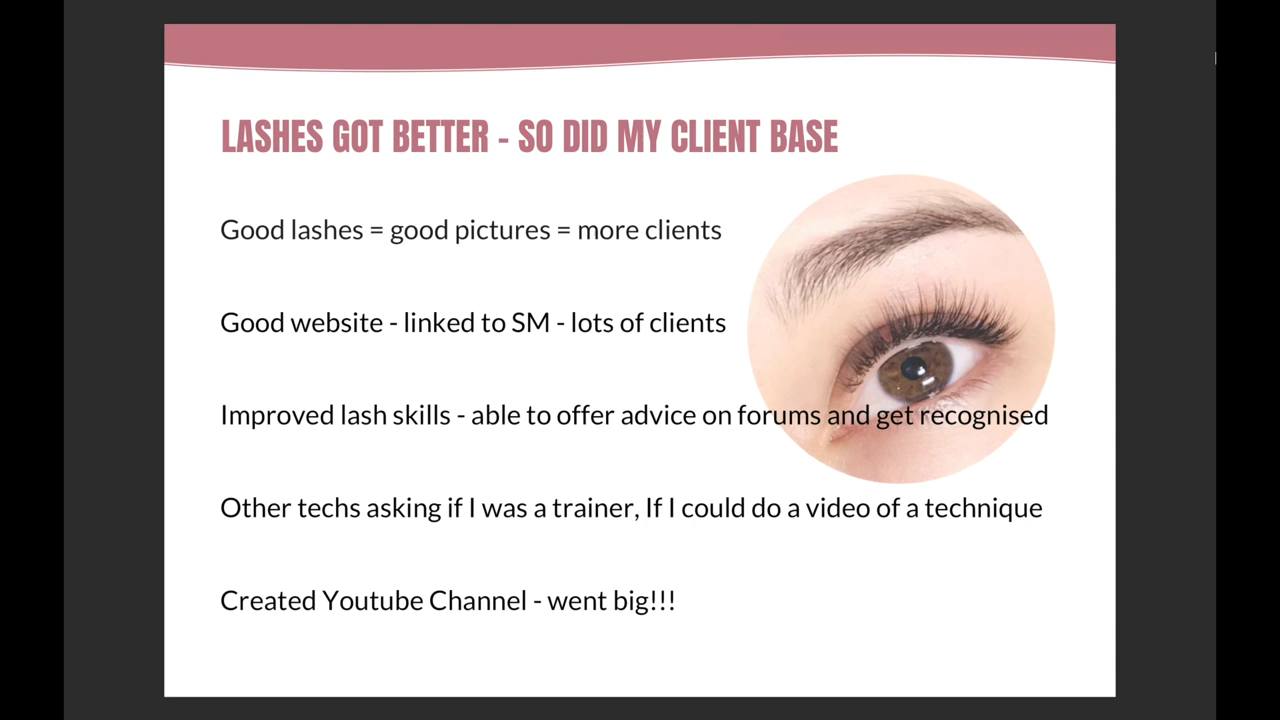 LASHES GOT BETTER - SO DID MY CLIENT BASE
Good lashes = good pictures = more clients
Good website - linked to SM - lots of clients
Improved lash skills - able to offer advice on forums and get recognised
Other techs asking if I was a trainer, If I could do a video of a technique
Created Youtube Channel - went big!!!